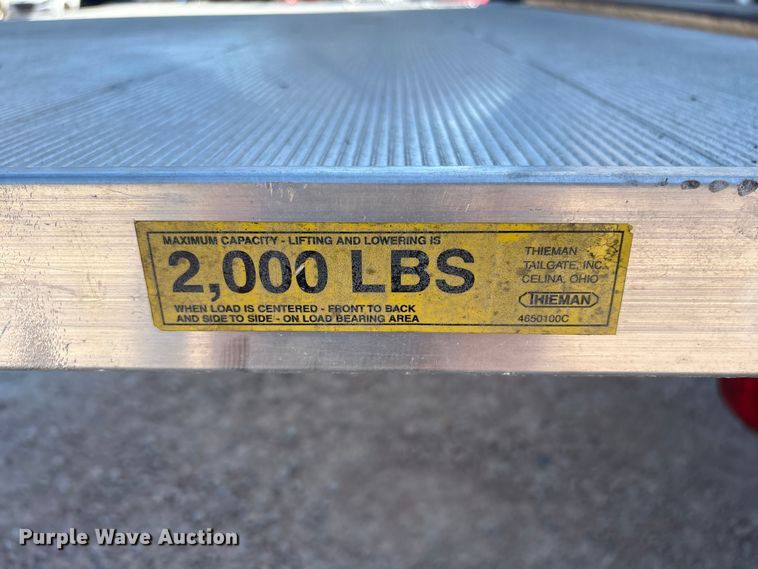 MAXIMUM CAPACITY - LIFTING AND LOWERING IS
2,000 LBS
WHEN LOAD IS CENTERED - FRONT TO BACK
AND SIDE TO SIDE - ON LOAD BEARING AREA
THIEMAN
TAILGATE, INC.
CELINA, OHIO
THIEMAN
4650100C
Purple Wave Auction